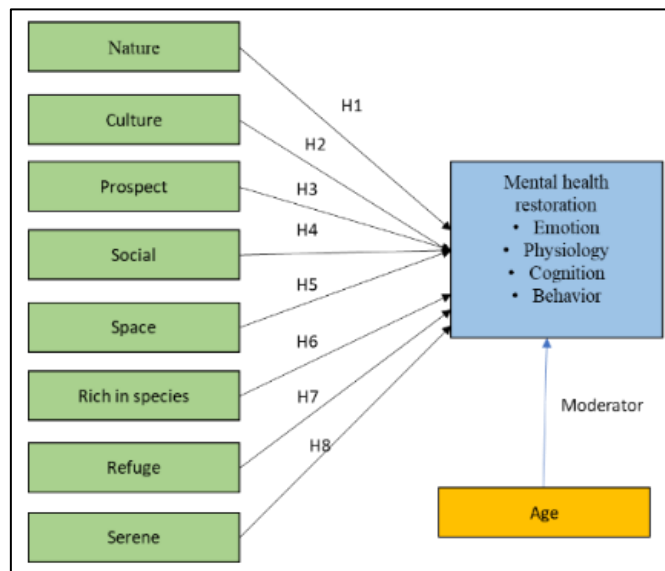 Nature
H1
Culture
H2
Prospect
H3
Social
H4
Space
H5
Rich in species
H6
Refuge
H7
Serene
H8
Mental health
restoration
• Emotion
• Physiology
• Cognition
• Behavior
Moderator
Age